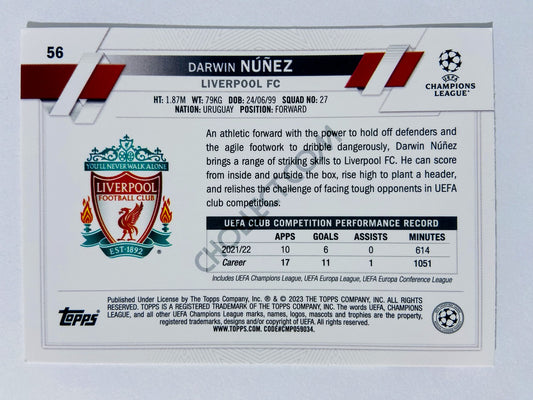 56
DARWIN NÚÑEZ
LIVERPOOL FC
UEFA
CHAMPIONS
LEAGUE
HT: 1.87M WT: 79KG DOB: 24/06/99 SQUAD NO: 27
NATION: URUGUAY POSITION: FORWARD
An athletic forward with the power to hold off defenders and
the agile footwork to dribble dangerously, Darwin Núñez
brings a range of striking skills to Liverpool FC. He can score
from inside and outside the box, rise high to plant a header,
and relishes the challenge of facing tough opponents in UEFA
club competitions.
YOU'LL NEVER WALK ALONE
LIVERPOOL
FOOTBALL CLUB
EST·1892
UEFA CLUB COMPETITION PERFORMANCE RECORD
APPS GOALS ASSISTS MINUTES
2021/22 10 6 0 614
Career 17 11 1 1051
Includes UEFA Champions League, UEFA Europa League, UEFA Europa Conference League
Topps
Published Under License by The Topps Company, Inc. ® & © 2023 THE TOPPS COMPANY, INC. ALL RIGHTS
RESERVED. TOPPS IS A REGISTERED TRADEMARK OF THE TOPPS COMPANY, INC. The words UEFA, CHAMPIONS
LEAGUE, and all other UEFA Champions League marks, names, logos, mascots and trophies are the property,
registered trademarks, designs and/or copyright of UEFA. All rights reserved.
WWW.TOPPS.COM. CODE#CMP059034.